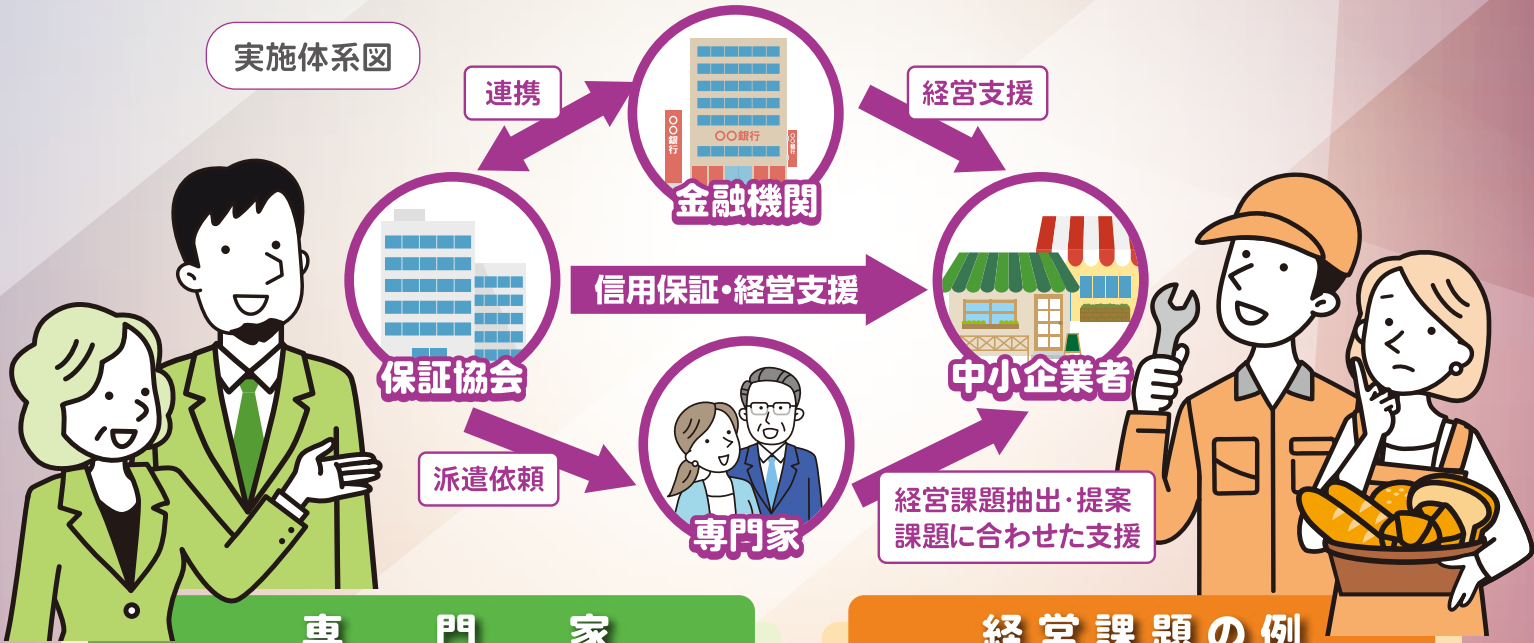 実施体系図
連携
経営支援
〇〇銀行
〇〇銀行
〇〇銀行
金融機関
信用保証・経営支援
保証協会
中小企業者
派遣依頼
専門家
経営課題抽出・提案
課題に合わせた支援
専門家
経営課題の例